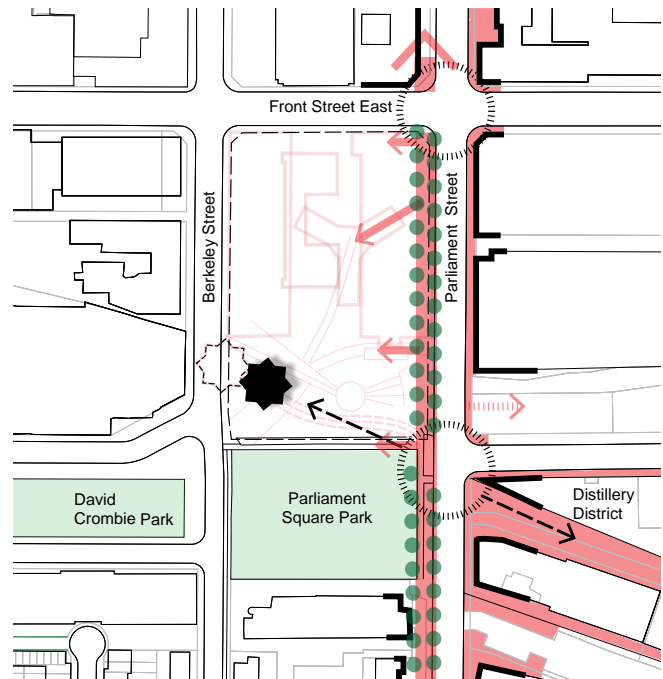 Front Street East
Berkeley Street
Parliament Street
David
Crombie Park
Parliament
Square Park
Distillery
District